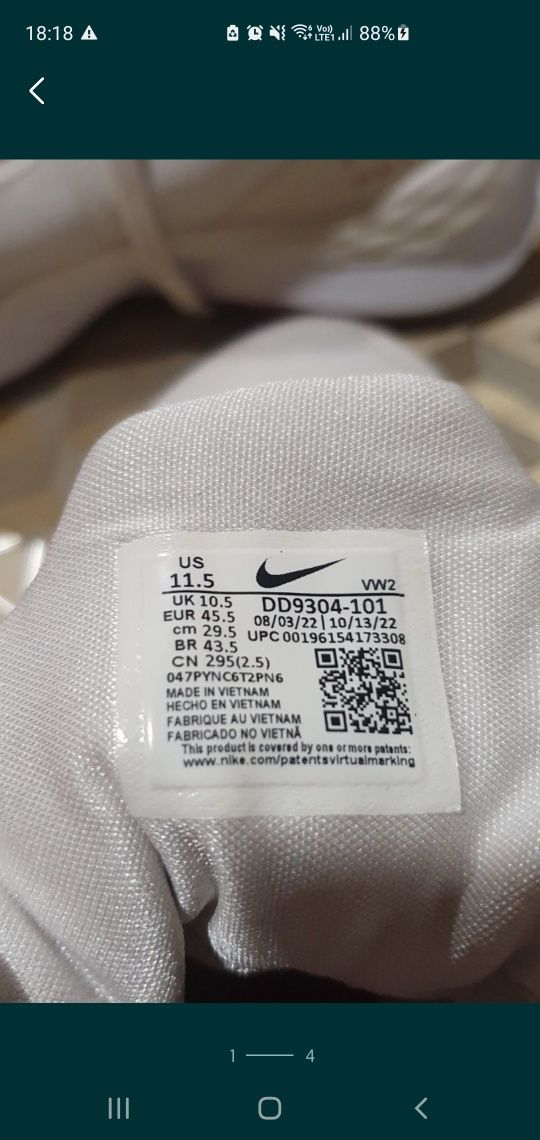 18:18
Vo))
LTE1
88%
US
11.5
VW2
UK 10.5
EUR 45.5
cm 29.5
BR 43.5
CN 295(2.5)
DD9304-101
08/03/22 | 10/13/22
UPC 00196154173308
047PYNC6T2PN6
MADE IN VIETNAM
HECHO EN VIETNAM
FABRIQUE AU VIETNAM
FABRICADO NO VIETNÃ
This product is covered by one or more patents:
www.nike.com/patentsvirtualmarking
1 4